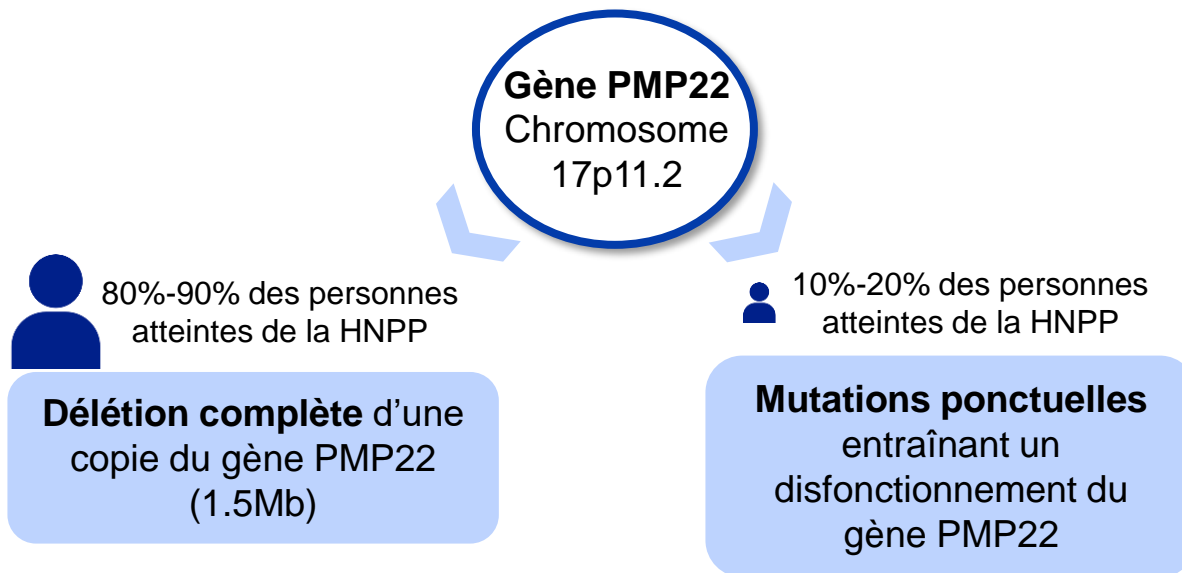 Gène PMP22
Chromosome
17p11.2
80%-90% des personnes
atteintes de la HNPP
Délétion complète d'une
copie du gène PMP22
(1.5Mb)
10%-20% des personnes
atteintes de la HNPP
Mutations ponctuelles
entraînant un
disfonctionnement du
gène PMP22